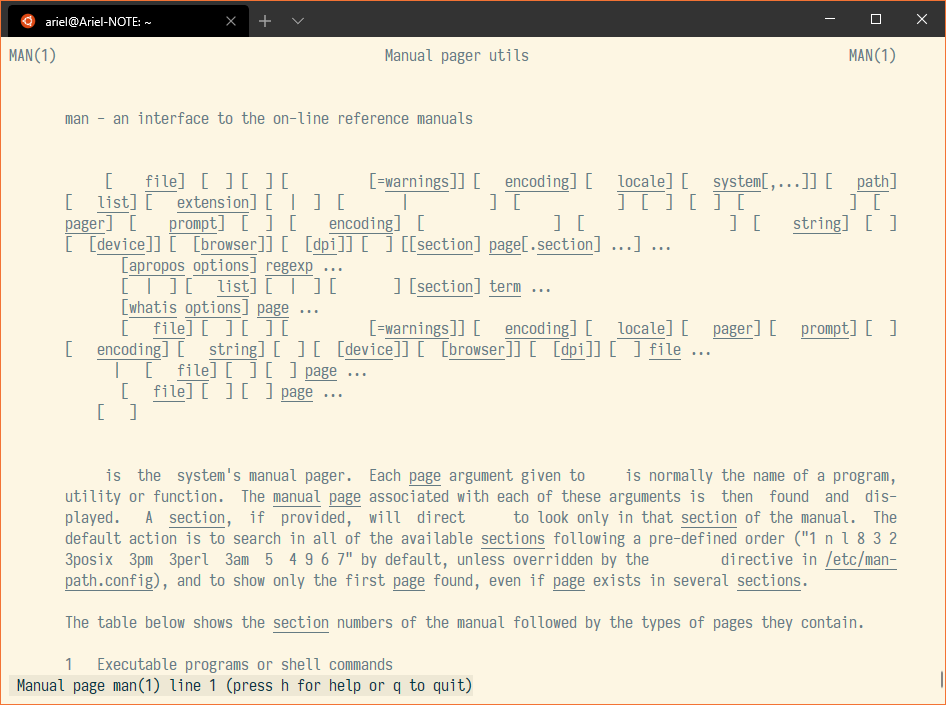 ariel@Ariel-NOTE: ~
MAN(1) Manual pager utils MAN(1)
man - an interface to the on-line reference manuals
[ file] [ ] [ ] [ [=warnings]] [ encoding] [ locale] [ system[,...]] [ path]
[ list] [ extension] [ | ] [ | ] [ ] [ ] [ ] [ ] [
pager] [ prompt] [ ] [ encoding] [ ] [ ] [ string] [ ]
[ [device]] [ [browser]] [ [dpi]] [ ] [[section] page[.section] ...] ...
[apropos options] regexp ...
[ | ] [ list] [ | ] [ ] [section] term ...
[whatis options] page ...
[ file] [ ] [ ] [ [=warnings]] [ encoding] [ locale] [ pager] [ prompt] [ ]
[ encoding] [ string] [ ] [ [device]] [ [browser]] [ [dpi]] [ ] file ...
| [ file] [ ] [ ] page ...
[ file] [ ] [ ] page ...
[ ]
is the system's manual pager. Each page argument given to is normally the name of a program,
utility or function. The manual page associated with each of these arguments is then found and dis-
played. A section, if provided, will direct to look only in that section of the manual. The
default action is to search in all of the available sections following a pre-defined order ("1 n l 8 3 2
3posix 3pm 3perl 3am 5 4 9 6 7" by default, unless overridden by the directive in /etc/man-
path.config), and to show only the first page found, even if page exists in several sections.
The table below shows the section numbers of the manual followed by the types of pages they contain.
1 Executable programs or shell commands
Manual page man(1) line 1 (press h for help or q to quit)